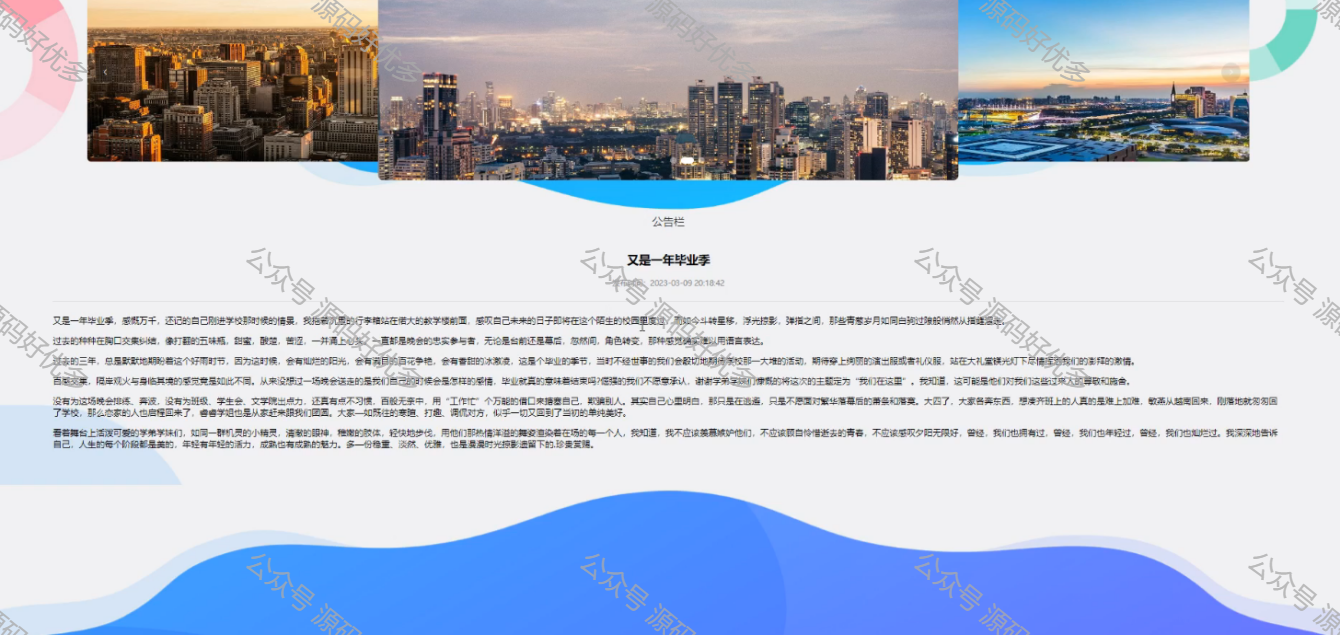 公告栏
又是一年毕业季
发布时间：2023-03-09 20:18:42
又是一年毕业季，感慨万千，还记的自己刚进学校那时候的情景，我拖着沉重的行李箱站在偌大的教学楼前面，感叹自己未来的日子即将在这个陌生的校园里度过，而如今斗转星移，浮光掠影，弹指之间，那些青葱岁月如同白驹过隙般悄然从指缝溜走。
过去的种种在胸口交集纠结，像打翻的五味瓶，甜蜜，酸楚，苦涩，一并涌上心头。一直都是晚会的忠实参与者，无论是台前还是幕后，忽然间，角色转变，那种感觉确实难以用语言表达。
过去的三年，总是默默地期盼着这个好雨时节，因为这时候，会有灿烂的阳光，会有满目的百花争艳，会有香甜的冰激凌，这是个毕业的季节，当时不经世事的我们会殷切地期待学校那一大堆的活动，期待穿上绚丽的演出服或者礼仪服，站在大礼堂镁光灯下尽情挥洒我们的澎拜的激情。
百感交集，隔岸观火与身临其境的感觉竟是如此不同。从来没想过一场晚会送走的是我们自己的时候会是怎样的感情，毕业就真的意味着结束吗?倔强的我们不愿意承认，谢谢学弟学妹们慷慨的将这次的主题定为“我们在这里”。我知道，这可能是他们对我们这些过来人的尊敬和施舍。
没有为这场晚会排练、奔波，没有为班级、学生会、文学院出点力，还真有点不习惯，百般无奈中，用“工作忙”个万能的借口来搪塞自己，欺骗别人。其实自己心里明白，那只是在逃避，只是不愿面对繁华落幕后的萧条和落寞。大四了，大家各奔东西，想凑齐班上的人真的是难上加难，敏燕从越南回来，刚落地就匆匆回
了学校，那么恋家的人也启程回来了，睿睿学姐也是从家赶来跟我们团圆。大家一如既往的寒暄、打趣、调侃对方，似乎一切又回到了当初的单纯美好。
看着舞台上活泼可爱的学弟学妹们，如同一群机灵的小精灵，清澈的眼神，稚嫩的肢体，轻快地步伐，用他们那热情洋溢的舞姿渲染着在场的每一个人，我知道，我不应该羡慕嫉妒他们，不应该顾自怜惜逝去的青春，不应该感叹夕阳无限好，曾经，我们也拥有过，曾经，我们也年轻过，曾经，我们也灿烂过。我深深地告诉
自己，人生的每个阶段都是美的，年轻有年轻的活力，成熟也有成熟的魅力。多一份稳重、淡然、优雅，也是漫漫时光掠影遗留下的.珍贵赏赐。